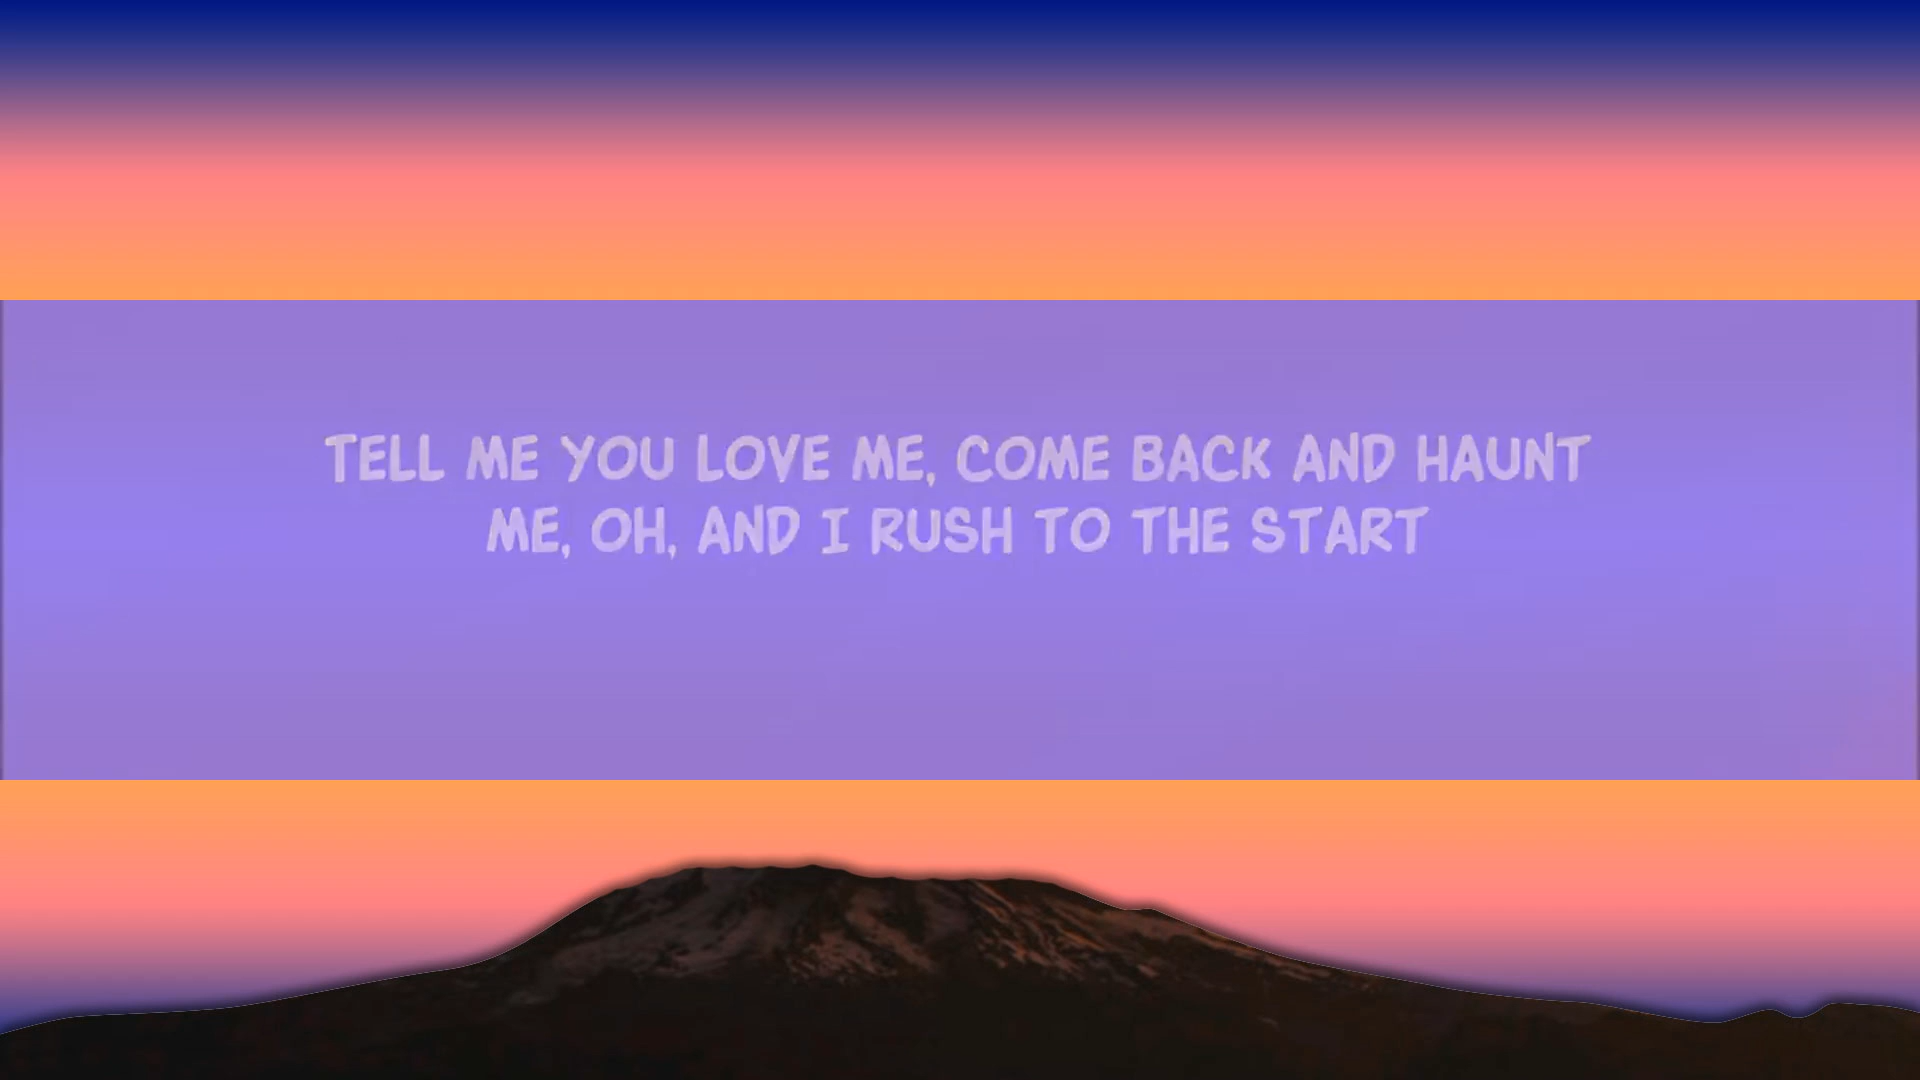 TELL ME YOU LOVE ME, COME BACK AND HAUNT
ME, OH, AND I RUSH TO THE START